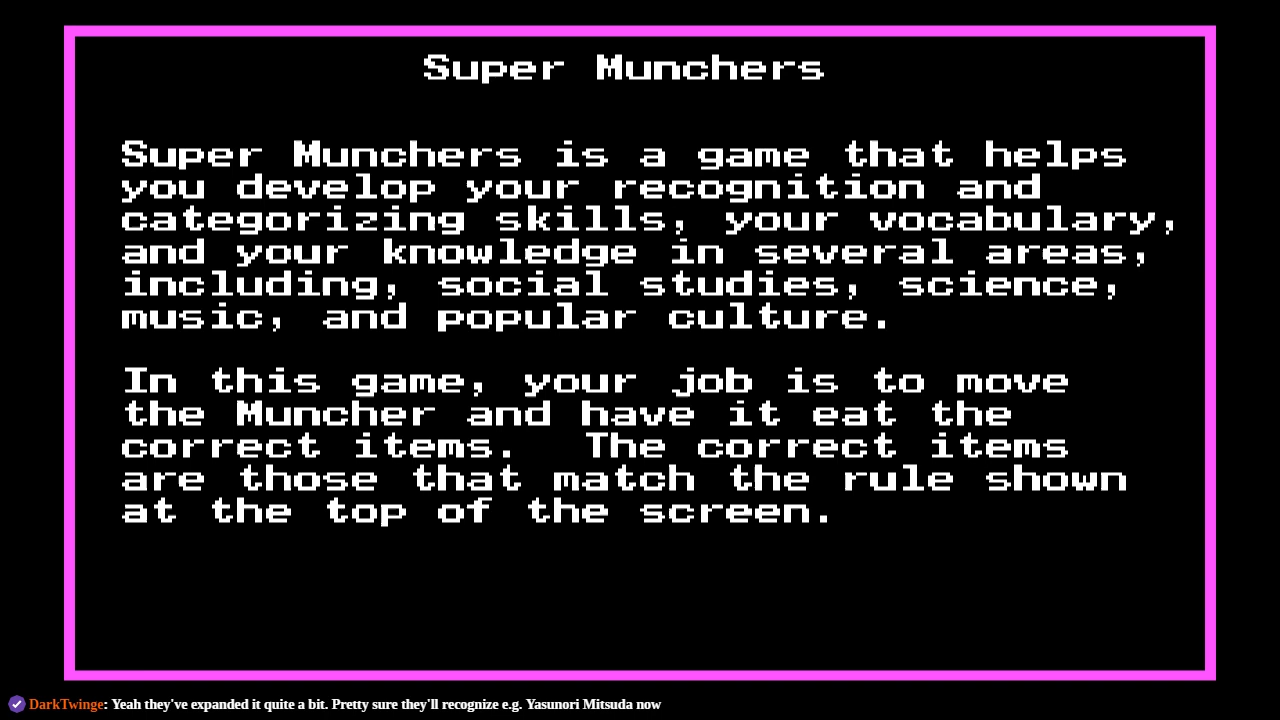 Super Munchers
Super Munchers is a game that helps
you develop your recognition and
categorizing skills, your vocabulary,
and your knowledge in several areas,
including, social studies, science,
music, and popular culture.
In this game, your job is to move
the Muncher and have it eat the
correct items.  The correct items
are those that match the rule shown
at the top of the screen.
DarkTwinge: Yeah they've expanded it quite a bit. Pretty sure they'll recognize e.g. Yasunori Mitsuda now